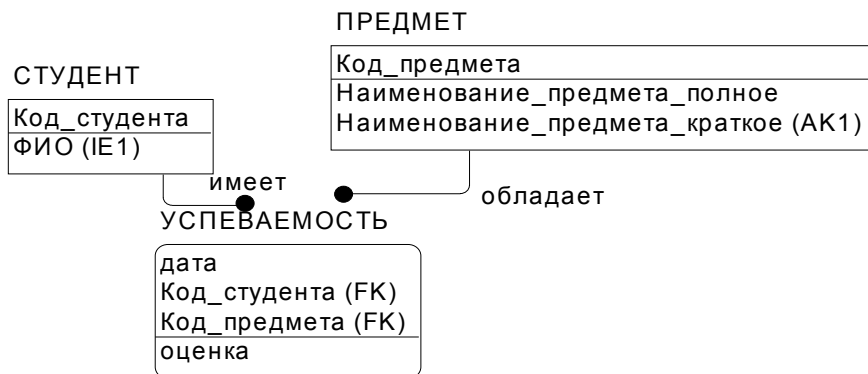 ПРЕДМЕТ
Код_предмета
Наименование_предмета_полное
Наименование_предмета_краткое (AK1)
СТУДЕНТ
Код_студента
ФИО (IE1)
имеет
обладает
УСПЕВАЕМОСТЬ
дата
Код_студента (FK)
Код_предмета (FK)
оценка